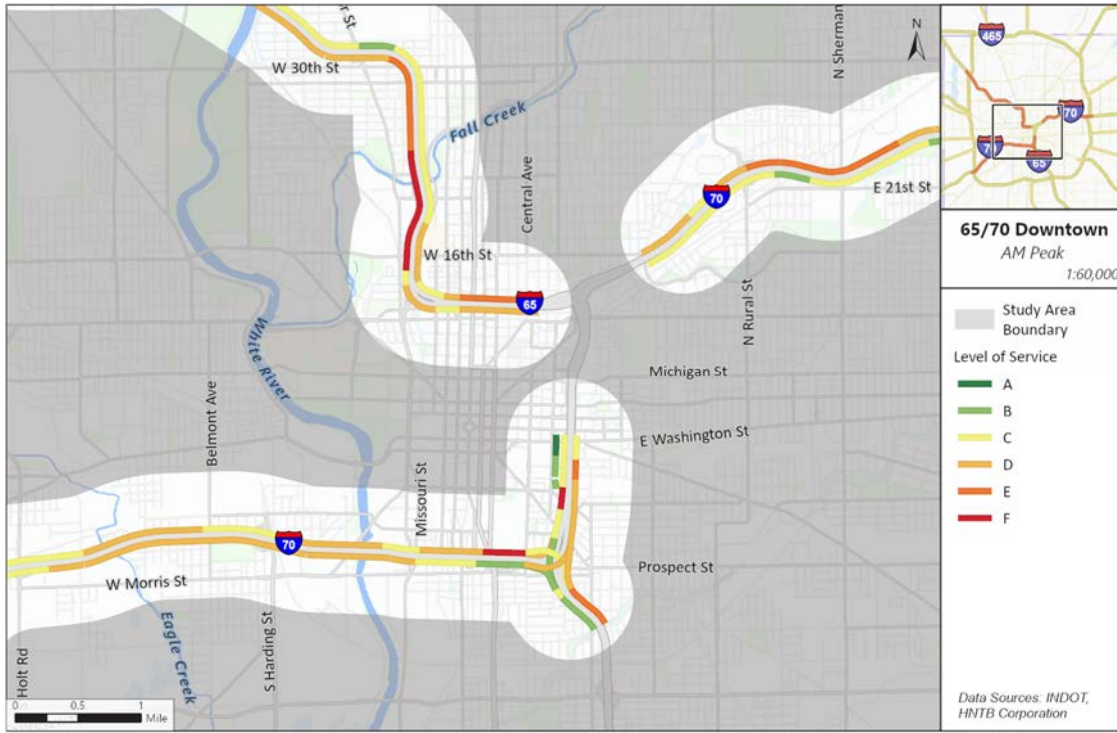 r St
W 30th St
Fall Creek
Central Ave
N Sherman
N
70
E 21st St
W 16th St
65
N Rural St
White River
Michigan St
Belmont Ave
E Washington St
Missouri St
70
Prospect St
W Morris St
Eagle Creek
S Harding St
Holt Rd
0 0.5 1
Mile
465
70
70
65
65/70 Downtown
AM Peak
1:60,000
Study Area
Boundary
Level of Service
A
B
C
D
E
F
Data Sources: INDOT,
HNTB Corporation